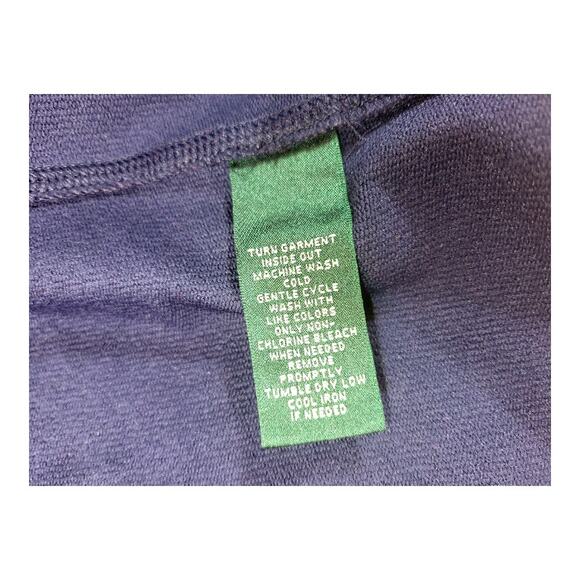 TURN GARMENT
INSIDE OUT
MACHINE WASH
COLD
GENTLE CYCLE
WASH WITH
LIKE COLORS
ONLY NON-
CHLORINE BLEACH
WHEN NEEDED
REMOVE
PROMPTLY
TUMBLE DRY LOW
COOL IRON
IF NEEDED